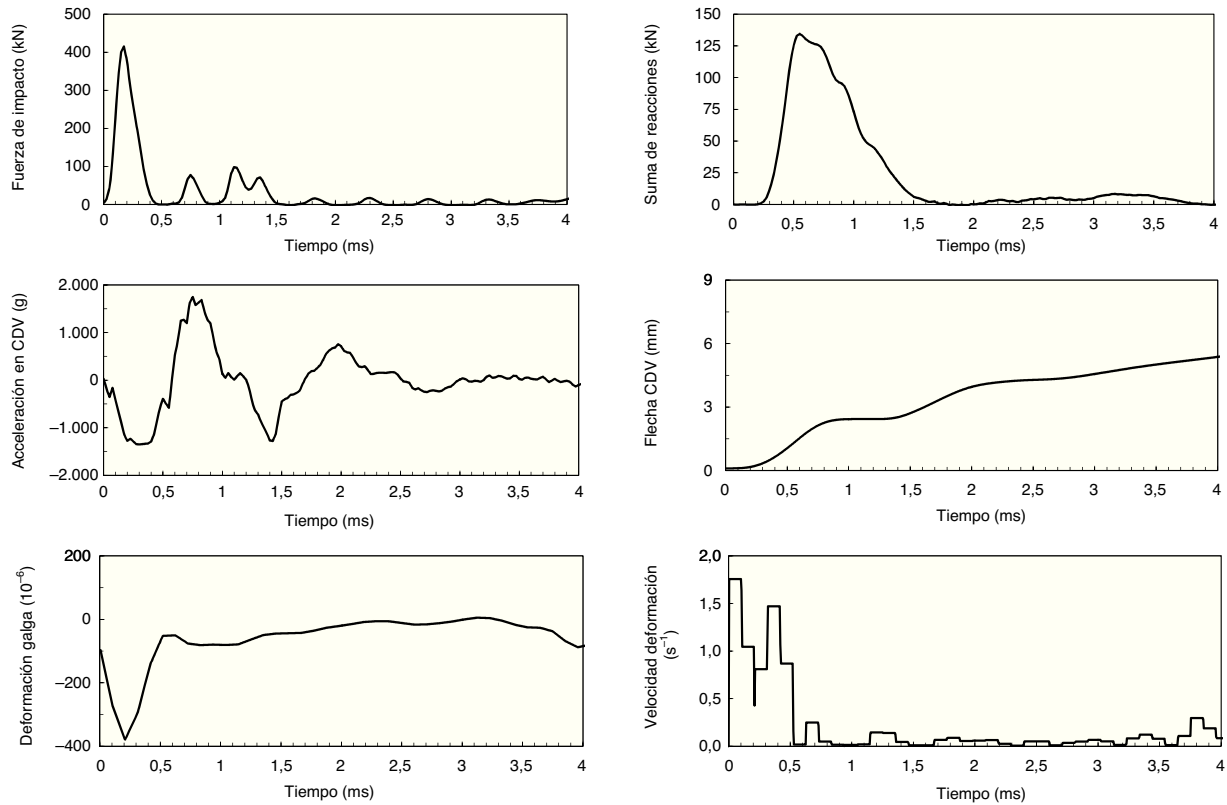 Fuerza de impacto (kN)
500
400
300
200
100
0
0 0,5 1 1,5 2 2,5 3 3,5 4
Tiempo (ms)
Suma de reacciones (kN)
150
125
100
75
50
25
0
0 0,5 1 1,5 2 2,5 3 3,5 4
Tiempo (ms)
Acceleración en CDV (g)
2.000
1.000
0
−1.000
−2.000
0 0,5 1 1,5 2 2,5 3 3,5 4
Tiempo (ms)
Flecha CDV (mm)
9
6
3
0
0 0,5 1 1,5 2 2,5 3 3,5 4
Tiempo (ms)
Deformación galga (10⁻⁶)
200
0
−200
−400
0 0,5 1 1,5 2 2,5 3 3,5 4
Tiempo (ms)
Velocidad deformación
(s⁻¹)
2,0
1,5
1,0
0,5
0,0
0 0,5 1 1,5 2 2,5 3 3,5 4
Tiempo (ms)